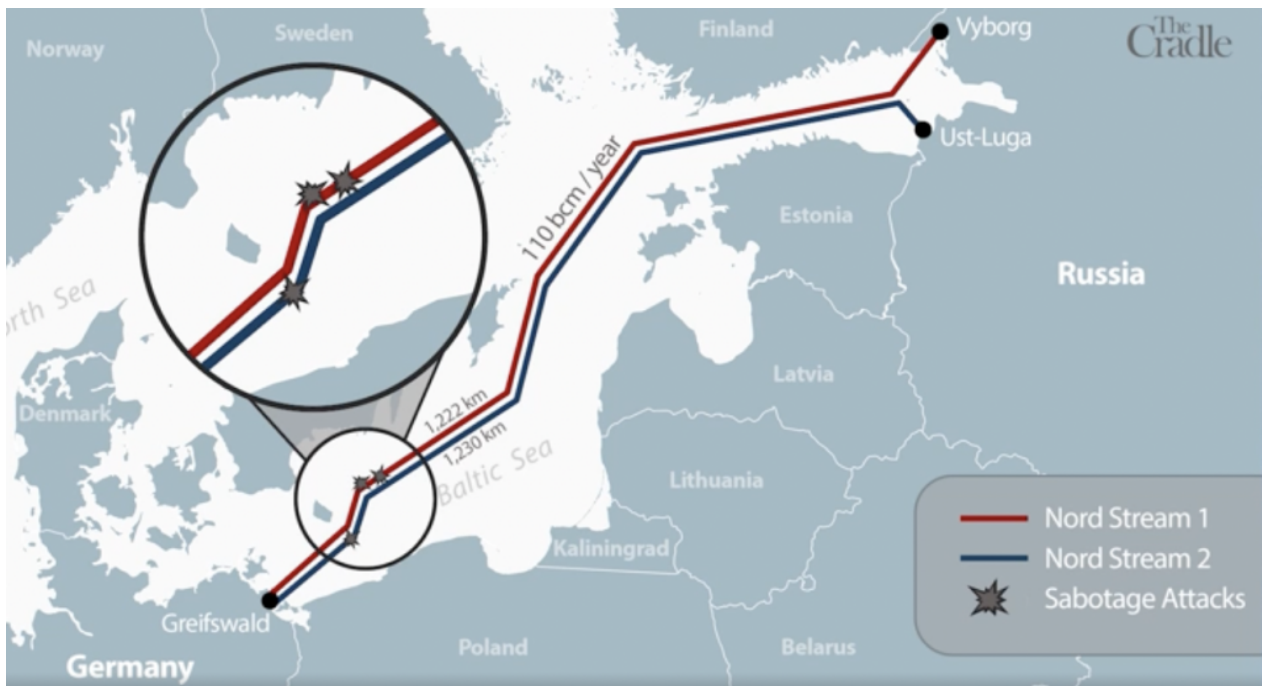 Norway
Sweden
Finland
Vyborg
The
Cradle
Ust-Luga
110 bcm / year
Estonia
Russia
orth Sea
Latvia
Denmark
1,222 km
1,230 km
Baltic Sea
Lithuania
Kaliningrad
Greifswald
Germany
Poland
Belarus
Nord Stream 1
Nord Stream 2
Sabotage Attacks